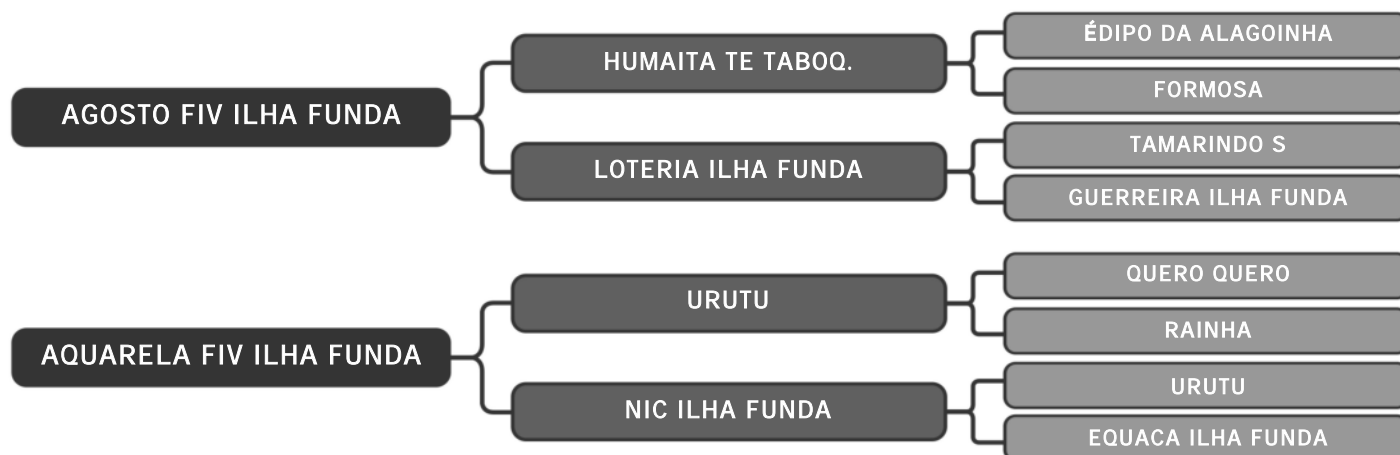 AGOSTO FIV ILHA FUNDA
HUMAITA TE TABOQ.
LOTERIA ILHA FUNDA
ÉDIPO DA ALAGOINHA
FORMOSA
TAMARINDO S
GUERREIRA ILHA FUNDA
AQUARELA FIV ILHA FUNDA
URUTU
NIC ILHA FUNDA
QUERO QUERO
RAINHA
URUTU
EQUACA ILHA FUNDA